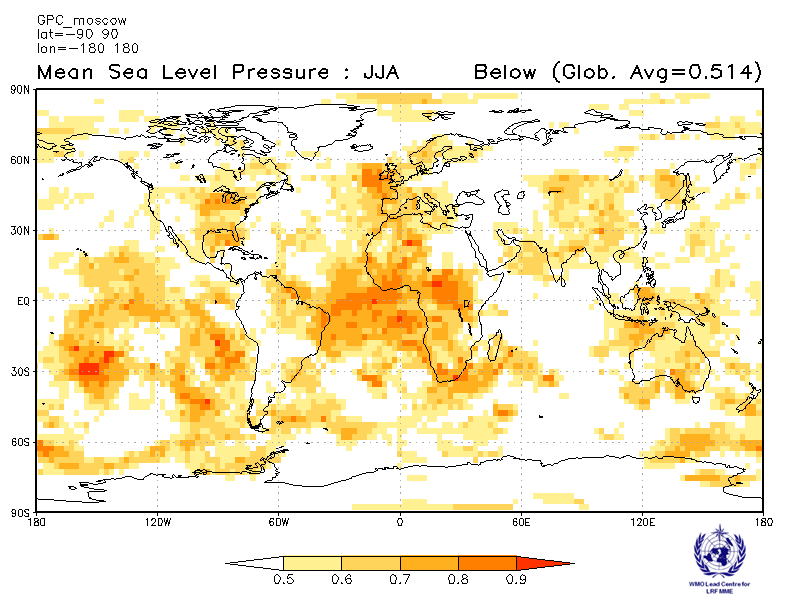 GPC_moscow
lat=−90 90
lon=−180 180
Mean Sea Level Pressure : JJA Below (Glob. Avg=0.514)
90N
60N
30N
EQ
30S
60S
90S
180 120W 60W 0 60E 120E 180
0.5 0.6 0.7 0.8 0.9
WMO Lead Centre for
LRF MME